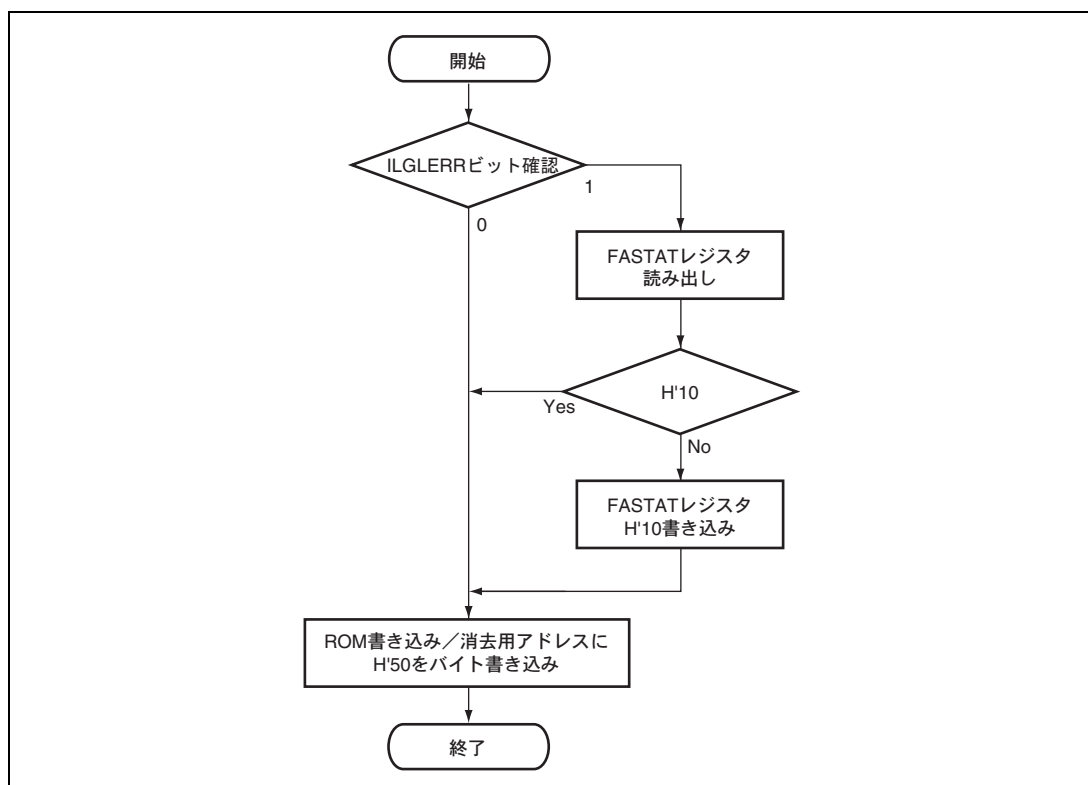 開始
ILGLERRビット確認
1
0
FASTATレジスタ
読み出し
H'10
Yes
No
FASTATレジスタ
H'10書き込み
ROM書き込み／消去用アドレスに
H'50をバイト書き込み
終了